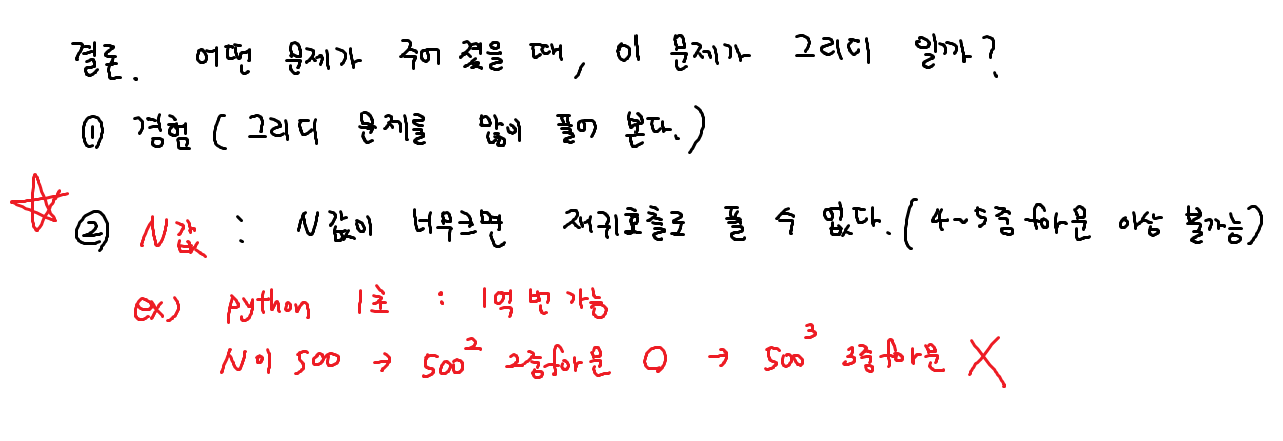 결론. 어떤 문제가 주어 졌을 때, 이 문제가 그리디 일까?
① 경험 ( 그리디 문제를 많이 풀어 본다.)
② N값 : N값이 너무크면 재귀호출로 풀 수 없다. ( 4~5중 for문 이상 불가능)
ex) python 1초 : 1억 번 가능
N이 500 → 500² 2중for문 O → 500³ 3중for문 X